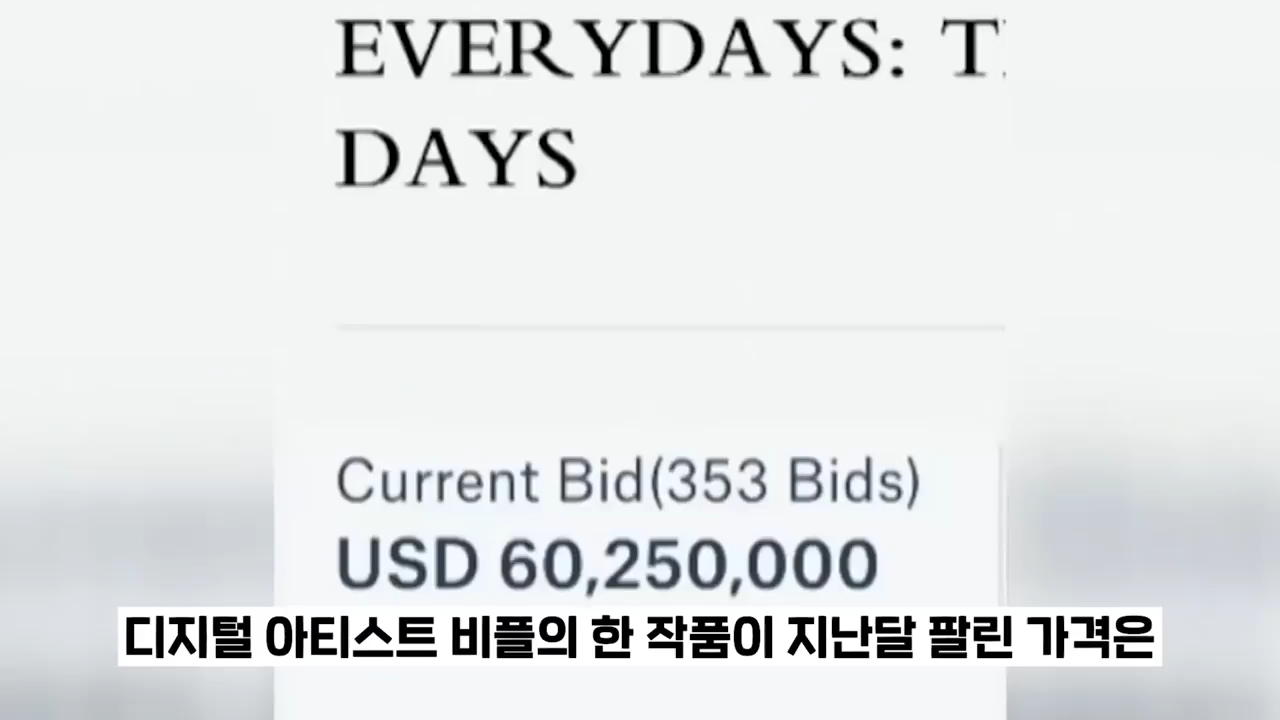 EVERYDAYS: T
DAYS
Current Bid(353 Bids)
USD 60,250,000
디지털 아티스트 비플의 한 작품이 지난달 팔린 가격은